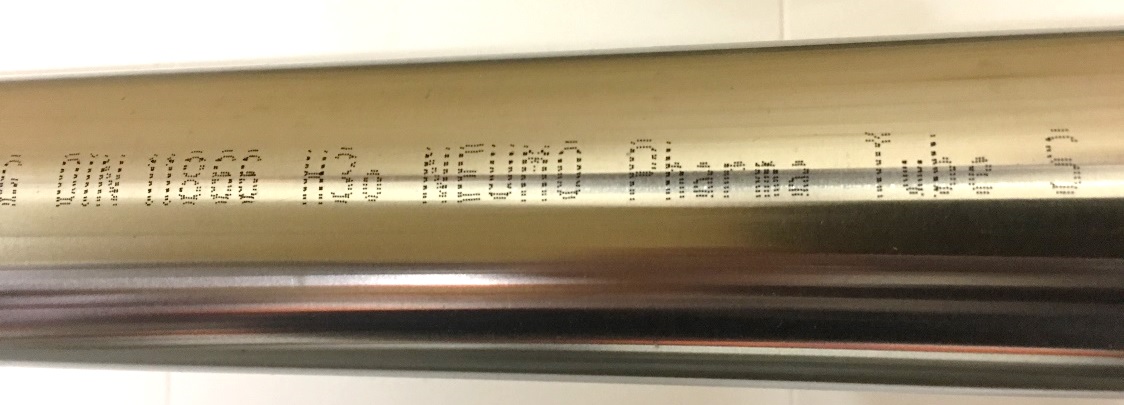 DIN 11866 H3o NEUMO Pharma Tube S